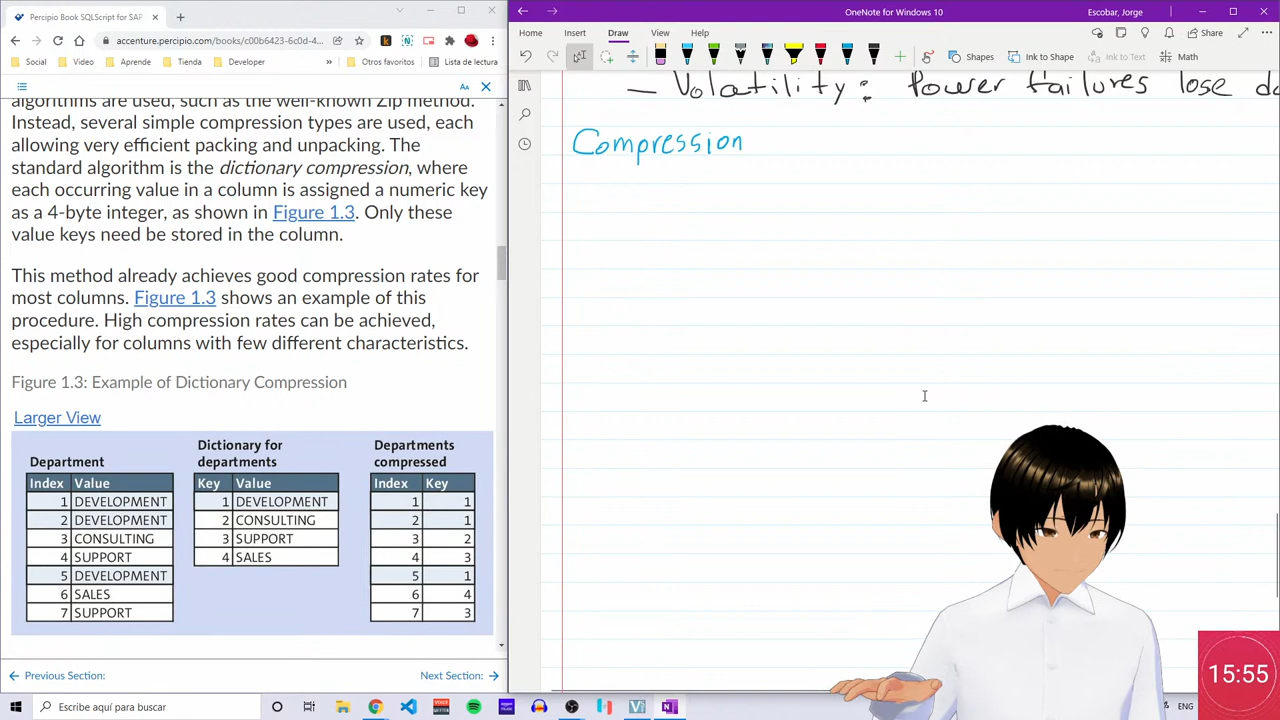 Percipio Book SQLScript for SAP
accenture.percipio.com/books/c00b6423-6c0d-4...
Social
Video
Aprende
Tienda
Developer
»
Otros favoritos
Lista de lectura
algorithms are used, such as the well-known Zip method.
Instead, several simple compression types are used, each
allowing very efficient packing and unpacking. The
standard algorithm is the dictionary compression, where
each occurring value in a column is assigned a numeric key
as a 4-byte integer, as shown in Figure 1.3. Only these
value keys need be stored in the column.
This method already achieves good compression rates for
most columns. Figure 1.3 shows an example of this
procedure. High compression rates can be achieved,
especially for columns with few different characteristics.
Figure 1.3: Example of Dictionary Compression
Larger View
Department
Index Value
1 DEVELOPMENT
2 DEVELOPMENT
3 CONSULTING
4 SUPPORT
5 DEVELOPMENT
6 SALES
7 SUPPORT
Dictionary for
departments
Key Value
1 DEVELOPMENT
2 CONSULTING
3 SUPPORT
4 SALES
Departments
compressed
Index Key
1 1
2 1
3 2
4 3
5 1
6 4
7 3
Previous Section:
Next Section:
OneNote for Windows 10
Escobar, Jorge
Home
Insert
Draw
View
Help
Share
Shapes
Ink to Shape
Ink to Text
Math
— Volatility: Power failures lose da
Compression
15:55
Escribe aquí para buscar
ENG